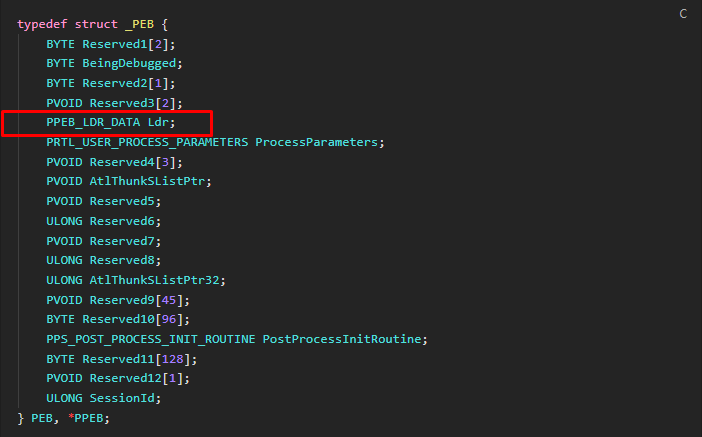 C
typedef struct _PEB {
    BYTE Reserved1[2];
    BYTE BeingDebugged;
    BYTE Reserved2[1];
    PVOID Reserved3[2];
    PPEB_LDR_DATA Ldr;
    PRTL_USER_PROCESS_PARAMETERS ProcessParameters;
    PVOID Reserved4[3];
    PVOID AtlThunkSListPtr;
    PVOID Reserved5;
    ULONG Reserved6;
    PVOID Reserved7;
    ULONG Reserved8;
    ULONG AtlThunkSListPtr32;
    PVOID Reserved9[45];
    BYTE Reserved10[96];
    PPS_POST_PROCESS_INIT_ROUTINE PostProcessInitRoutine;
    BYTE Reserved11[128];
    PVOID Reserved12[1];
    ULONG SessionId;
} PEB, *PPEB;